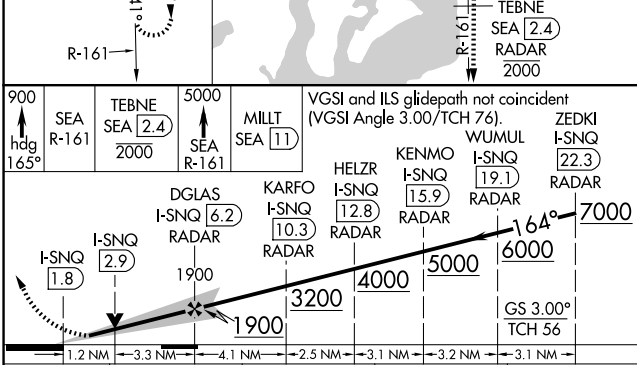 41°
R-161
R-161
TEBNE
SEA 2.4
RADAR
2000
900
hdg
165°
SEA
R-161
TEBNE
SEA 2.4
2000
5000
SEA
R-161
MILLT
SEA 11
VGSI and ILS glidepath not coincident
(VGSI Angle 3.00/TCH 76).
ZEDKI
I-SNQ
22.3
RADAR
WUMUL
I-SNQ
19.1
RADAR
KENMO
I-SNQ
15.9
RADAR
HELZR
I-SNQ
12.8
RADAR
KARFO
I-SNQ
10.3
RADAR
DGLAS
I-SNQ 6.2
RADAR
I-SNQ
2.9
I-SNQ
1.8
1900
164°
7000
6000
5000
4000
3200
1900
GS 3.00°
TCH 56
1.2 NM
3.3 NM
4.1 NM
2.5 NM
3.1 NM
3.2 NM
3.1 NM